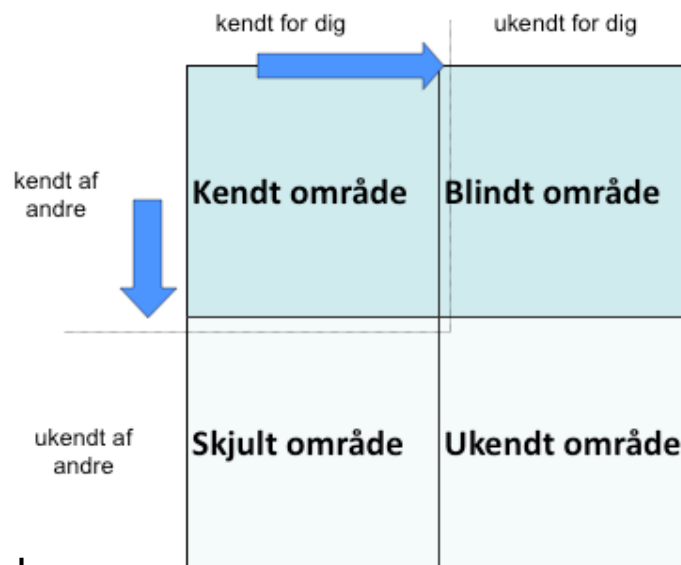 kendt for dig
ukendt for dig
kendt af
andre
Kendt område
Blindt område
ukendt af
andre
Skjult område
Ukendt område